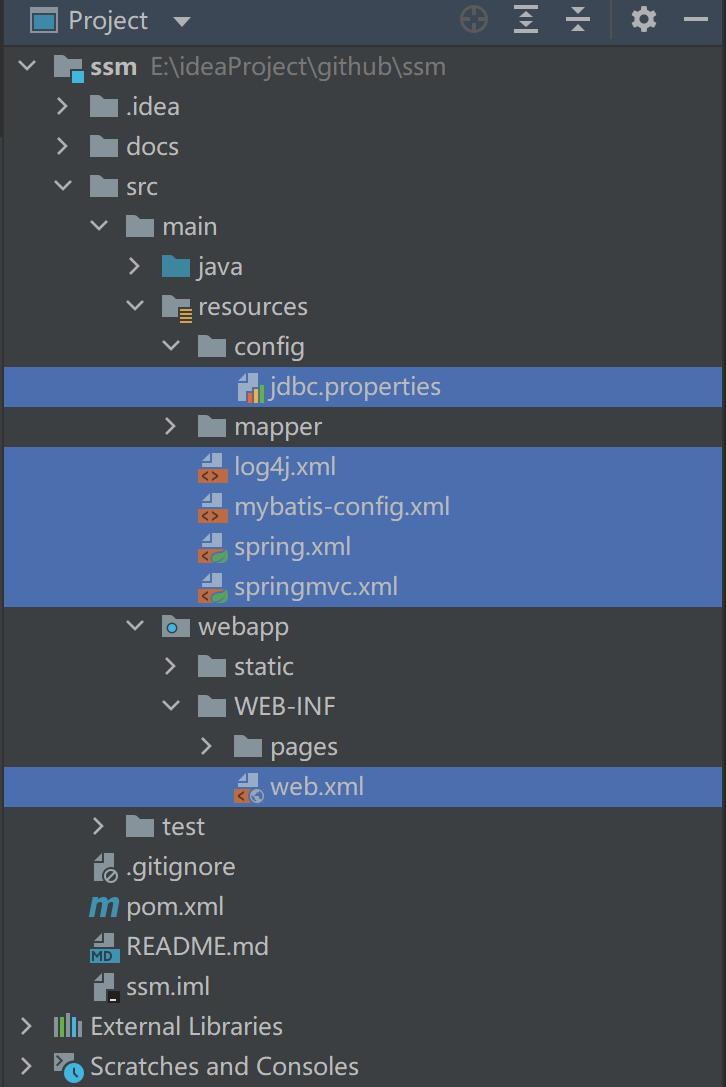 Project
ssm E:\ideaProject\github\ssm
.idea
docs
src
main
java
resources
config
jdbc.properties
mapper
log4j.xml
mybatis-config.xml
spring.xml
springmvc.xml
webapp
static
WEB-INF
pages
web.xml
test
.gitignore
pom.xml
README.md
ssm.iml
External Libraries
Scratches and Consoles